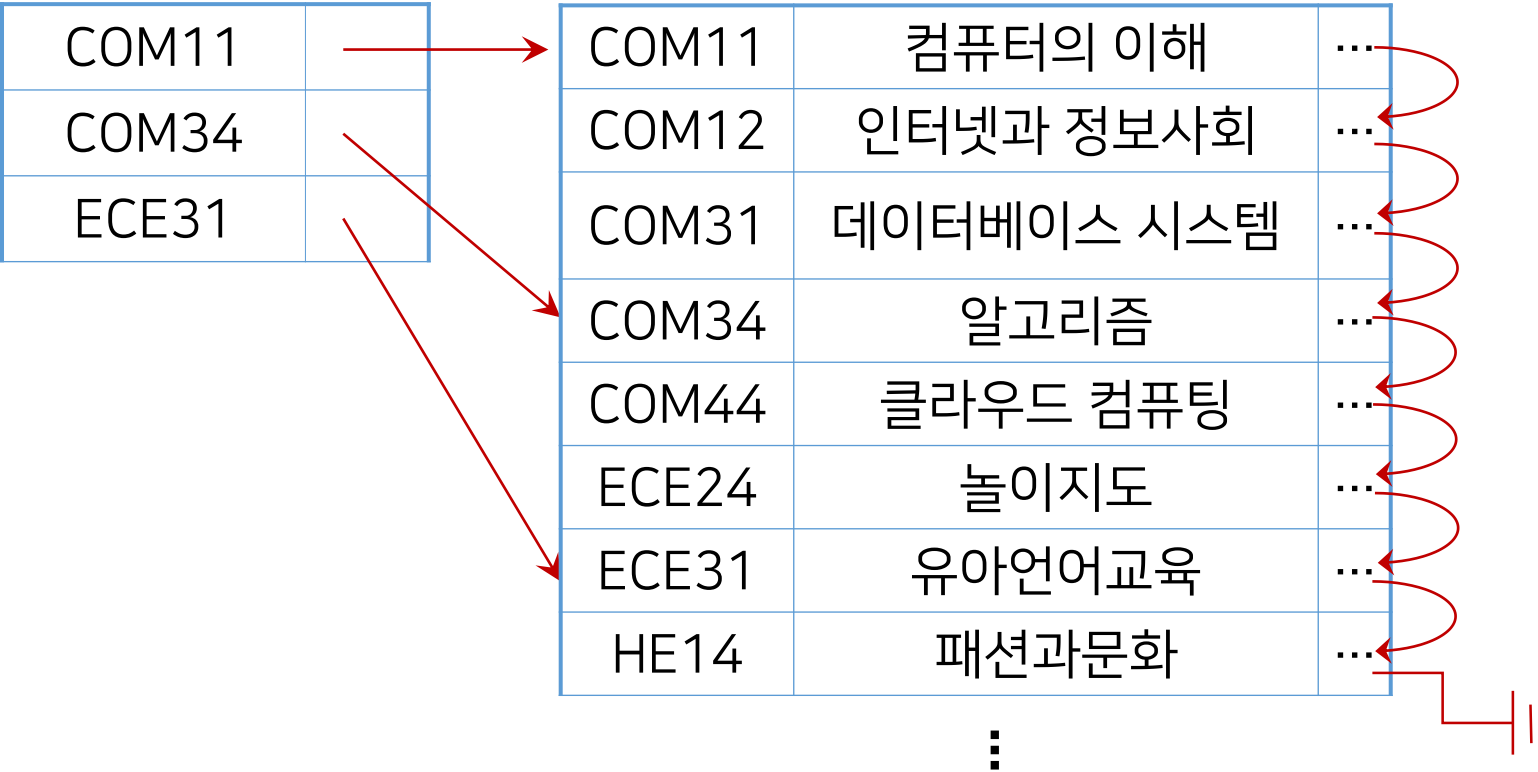 COM11
COM34
ECE31
COM11 컴퓨터의 이해 ...
COM12 인터넷과 정보사회 ...
COM31 데이터베이스 시스템 ...
COM34 알고리즘 ...
COM44 클라우드 컴퓨팅 ...
ECE24 놀이지도 ...
ECE31 유아언어교육 ...
HE14 패션과문화 ...
⋮